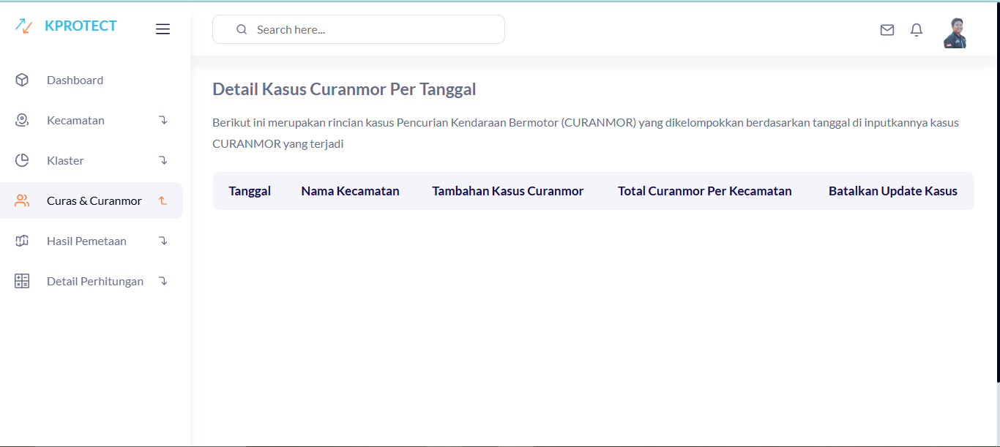 KPROTECT
Search here...
Dashboard
Kecamatan
Klaster
Curas & Curanmor
Hasil Pemetaan
Detail Perhitungan
Detail Kasus Curanmor Per Tanggal
Berikut ini merupakan rincian kasus Pencurian Kendaraan Bermotor (CURANMOR) yang dikelompokkan berdasarkan tanggal di inputkannya kasus
CURANMOR yang terjadi
Tanggal Nama Kecamatan Tambahan Kasus Curanmor Total Curanmor Per Kecamatan Batalkan Update Kasus